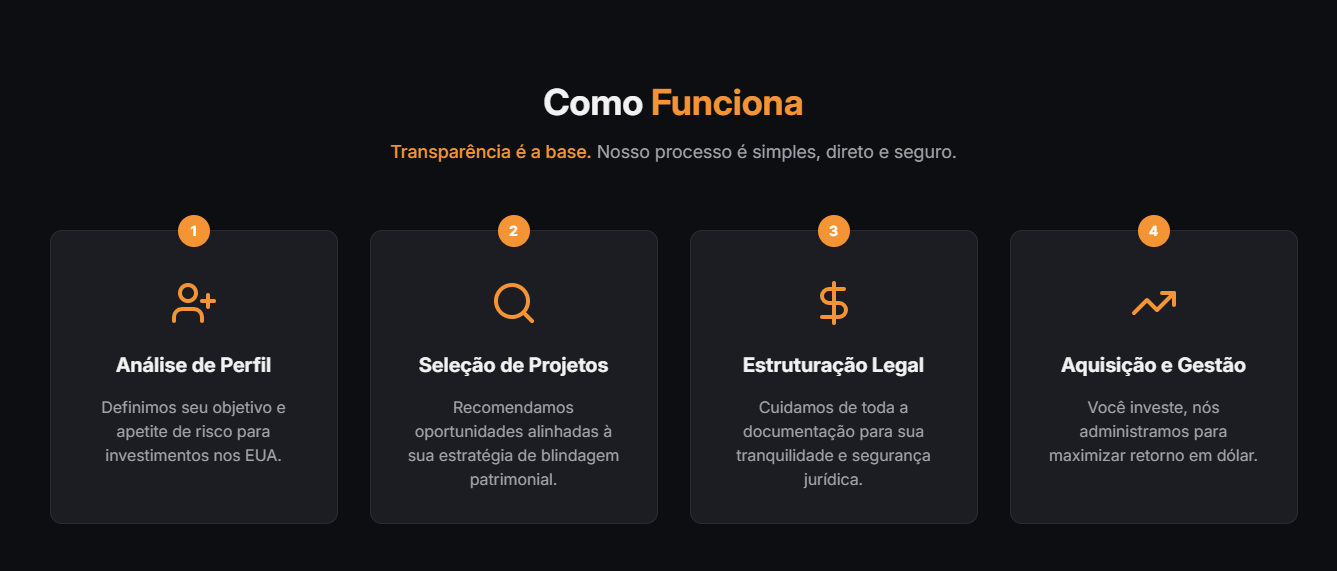 Como Funciona
Transparência é a base. Nosso processo é simples, direto e seguro.
1
Análise de Perfil
Definimos seu objetivo e
apetite de risco para
investimentos nos EUA.
2
Seleção de Projetos
Recomendamos
oportunidades alinhadas à
sua estratégia de blindagem
patrimonial.
3
Estruturação Legal
Cuidamos de toda a
documentação para sua
tranquilidade e segurança
jurídica.
4
Aquisição e Gestão
Você investe, nós
administramos para
maximizar retorno em dólar.